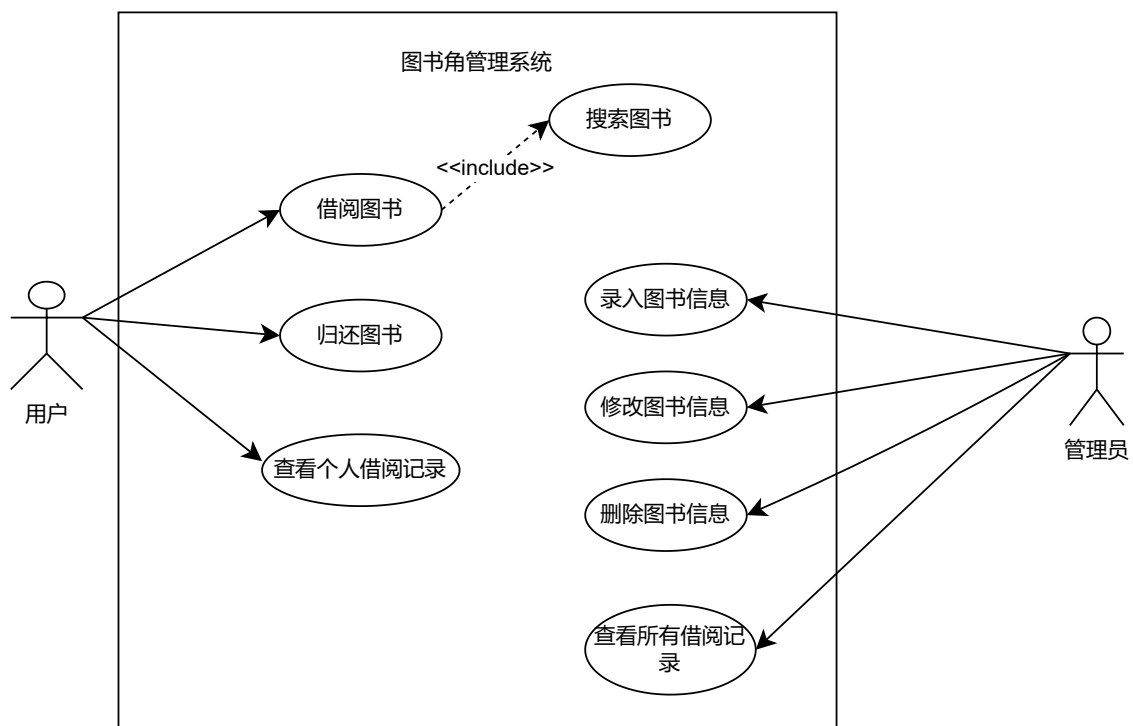 图书角管理系统
搜索图书
<<include>>
借阅图书
录入图书信息
归还图书
修改图书信息
用户
管理员
查看个人借阅记录
删除图书信息
查看所有借阅记
录